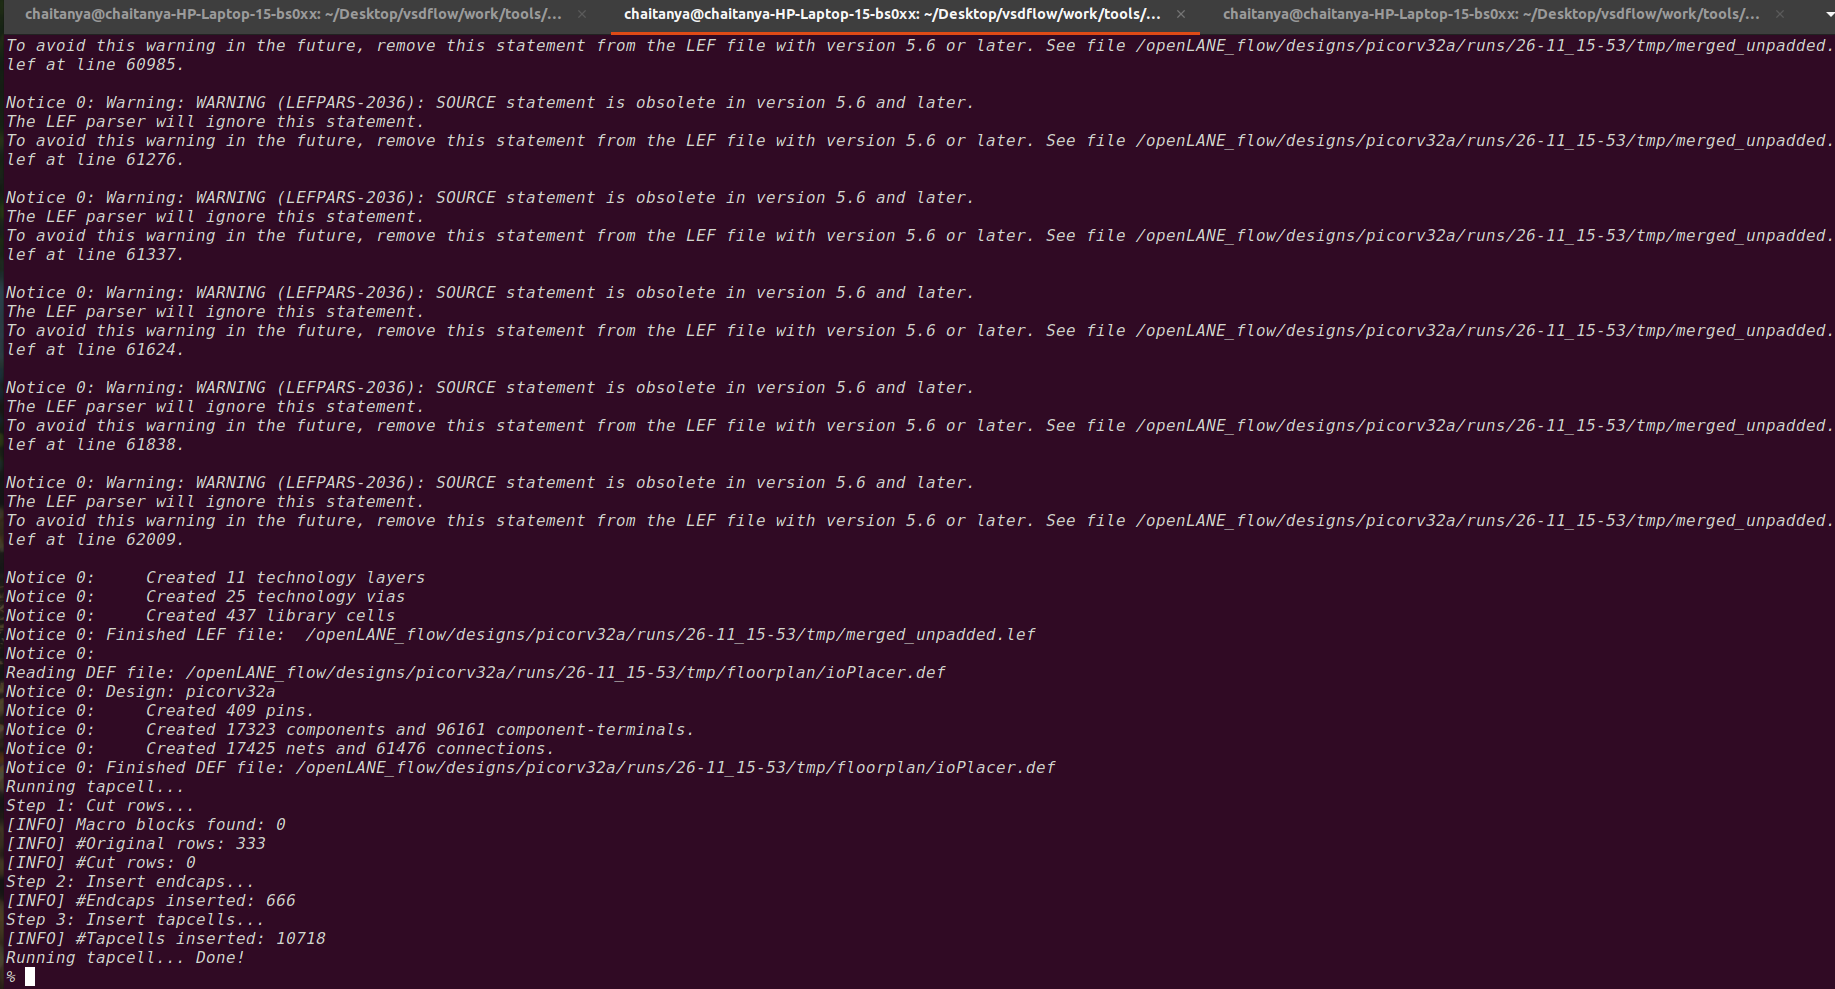 chaitanya@chaitanya-HP-Laptop-15-bs0xx: ~/Desktop/vsdflow/work/tools/... × chaitanya@chaitanya-HP-Laptop-15-bs0xx: ~/Desktop/vsdflow/work/tools/... × chaitanya@chaitanya-HP-Laptop-15-bs0xx: ~/Desktop/vsdflow/work/tools/... ×
To avoid this warning in the future, remove this statement from the LEF file with version 5.6 or later. See file /openLANE_flow/designs/picorv32a/runs/26-11_15-53/tmp/merged_unpadded.
lef at line 60985.
Notice 0: Warning: WARNING (LEFPARS-2036): SOURCE statement is obsolete in version 5.6 and later.
The LEF parser will ignore this statement.
To avoid this warning in the future, remove this statement from the LEF file with version 5.6 or later. See file /openLANE_flow/designs/picorv32a/runs/26-11_15-53/tmp/merged_unpadded.
lef at line 61276.
Notice 0: Warning: WARNING (LEFPARS-2036): SOURCE statement is obsolete in version 5.6 and later.
The LEF parser will ignore this statement.
To avoid this warning in the future, remove this statement from the LEF file with version 5.6 or later. See file /openLANE_flow/designs/picorv32a/runs/26-11_15-53/tmp/merged_unpadded.
lef at line 61337.
Notice 0: Warning: WARNING (LEFPARS-2036): SOURCE statement is obsolete in version 5.6 and later.
The LEF parser will ignore this statement.
To avoid this warning in the future, remove this statement from the LEF file with version 5.6 or later. See file /openLANE_flow/designs/picorv32a/runs/26-11_15-53/tmp/merged_unpadded.
lef at line 61624.
Notice 0: Warning: WARNING (LEFPARS-2036): SOURCE statement is obsolete in version 5.6 and later.
The LEF parser will ignore this statement.
To avoid this warning in the future, remove this statement from the LEF file with version 5.6 or later. See file /openLANE_flow/designs/picorv32a/runs/26-11_15-53/tmp/merged_unpadded.
lef at line 61838.
Notice 0: Warning: WARNING (LEFPARS-2036): SOURCE statement is obsolete in version 5.6 and later.
The LEF parser will ignore this statement.
To avoid this warning in the future, remove this statement from the LEF file with version 5.6 or later. See file /openLANE_flow/designs/picorv32a/runs/26-11_15-53/tmp/merged_unpadded.
lef at line 62009.
Notice 0:     Created 11 technology layers
Notice 0:     Created 25 technology vias
Notice 0:     Created 437 library cells
Notice 0: Finished LEF file:  /openLANE_flow/designs/picorv32a/runs/26-11_15-53/tmp/merged_unpadded.lef
Notice 0:
Reading DEF file: /openLANE_flow/designs/picorv32a/runs/26-11_15-53/tmp/floorplan/ioPlacer.def
Notice 0: Design: picorv32a
Notice 0:     Created 409 pins.
Notice 0:     Created 17323 components and 96161 component-terminals.
Notice 0:     Created 17425 nets and 61476 connections.
Notice 0: Finished DEF file: /openLANE_flow/designs/picorv32a/runs/26-11_15-53/tmp/floorplan/ioPlacer.def
Running tapcell...
Step 1: Cut rows...
[INFO] Macro blocks found: 0
[INFO] #Original rows: 333
[INFO] #Cut rows: 0
Step 2: Insert endcaps...
[INFO] #Endcaps inserted: 666
Step 3: Insert tapcells...
[INFO] #Tapcells inserted: 10718
Running tapcell... Done!
%